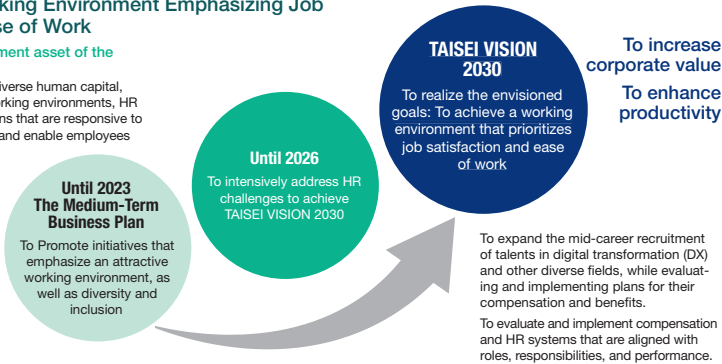 king Environment Emphasizing Job
se of Work
ment asset of the
iverse human capital,
orking environments, HR
ns that are responsive to
and enable employees
Until 2023
The Medium-Term
Business Plan
To Promote initiatives that
emphasize an attractive
working environment, as
well as diversity and
inclusion
Until 2026
To intensively address HR
challenges to achieve
TAISEI VISION 2030
TAISEI VISION
2030
To realize the envisioned
goals: To achieve a working
environment that prioritizes
job satisfaction and ease
of work
To increase
corporate value
To enhance
productivity
To expand the mid-career recruitment
of talents in digital transformation (DX)
and other diverse fields, while evaluat-
ing and implementing plans for their
compensation and benefits.
To evaluate and implement compensation
and HR systems that are aligned with
roles, responsibilities, and performance.